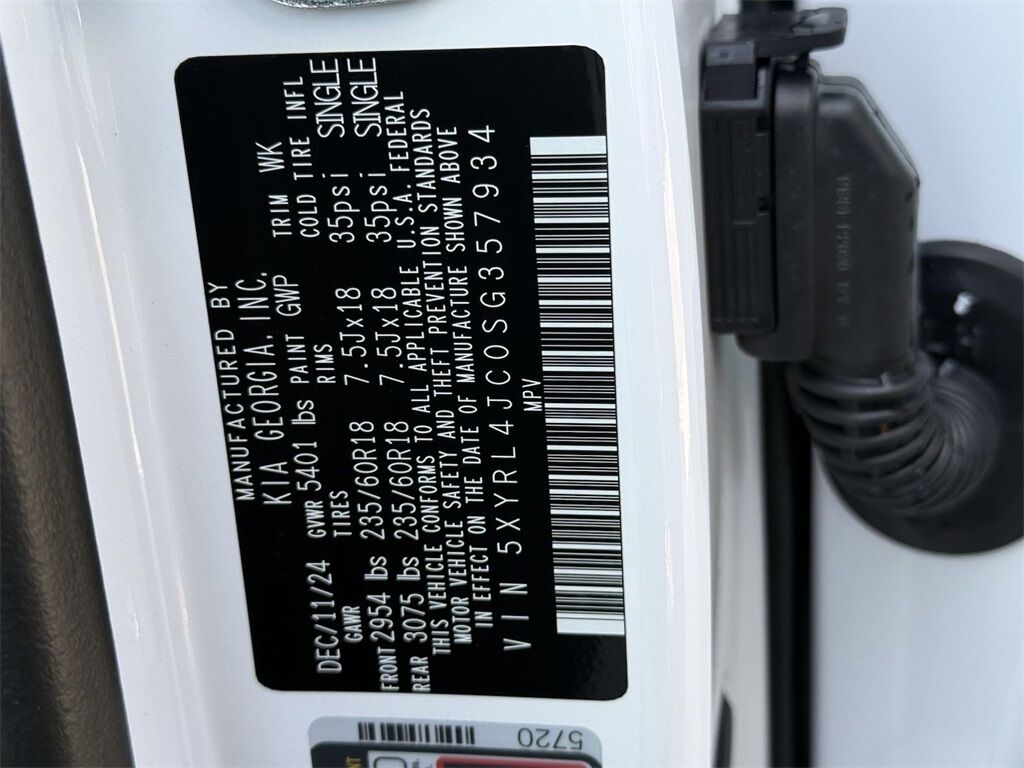 MANUFACTURED BY
KIA GEORGIA, INC.
DEC/11/24 GVWR 5401 lbs PAINT GWP TRIM WK
GAWR TIRES RIMS COLD TIRE INFL
FRONT 2954 lbs 235/60R18 7.5Jx18 35psi SINGLE
REAR 3075 lbs 235/60R18 7.5Jx18 35psi SINGLE
THIS VEHICLE CONFORMS TO ALL APPLICABLE U.S.A. FEDERAL
MOTOR VEHICLE SAFETY AND THEFT PREVENTION STANDARDS
IN EFFECT ON THE DATE OF MANUFACTURE SHOWN ABOVE
VIN 5XYRL4JC0SG357934
MPV
5720